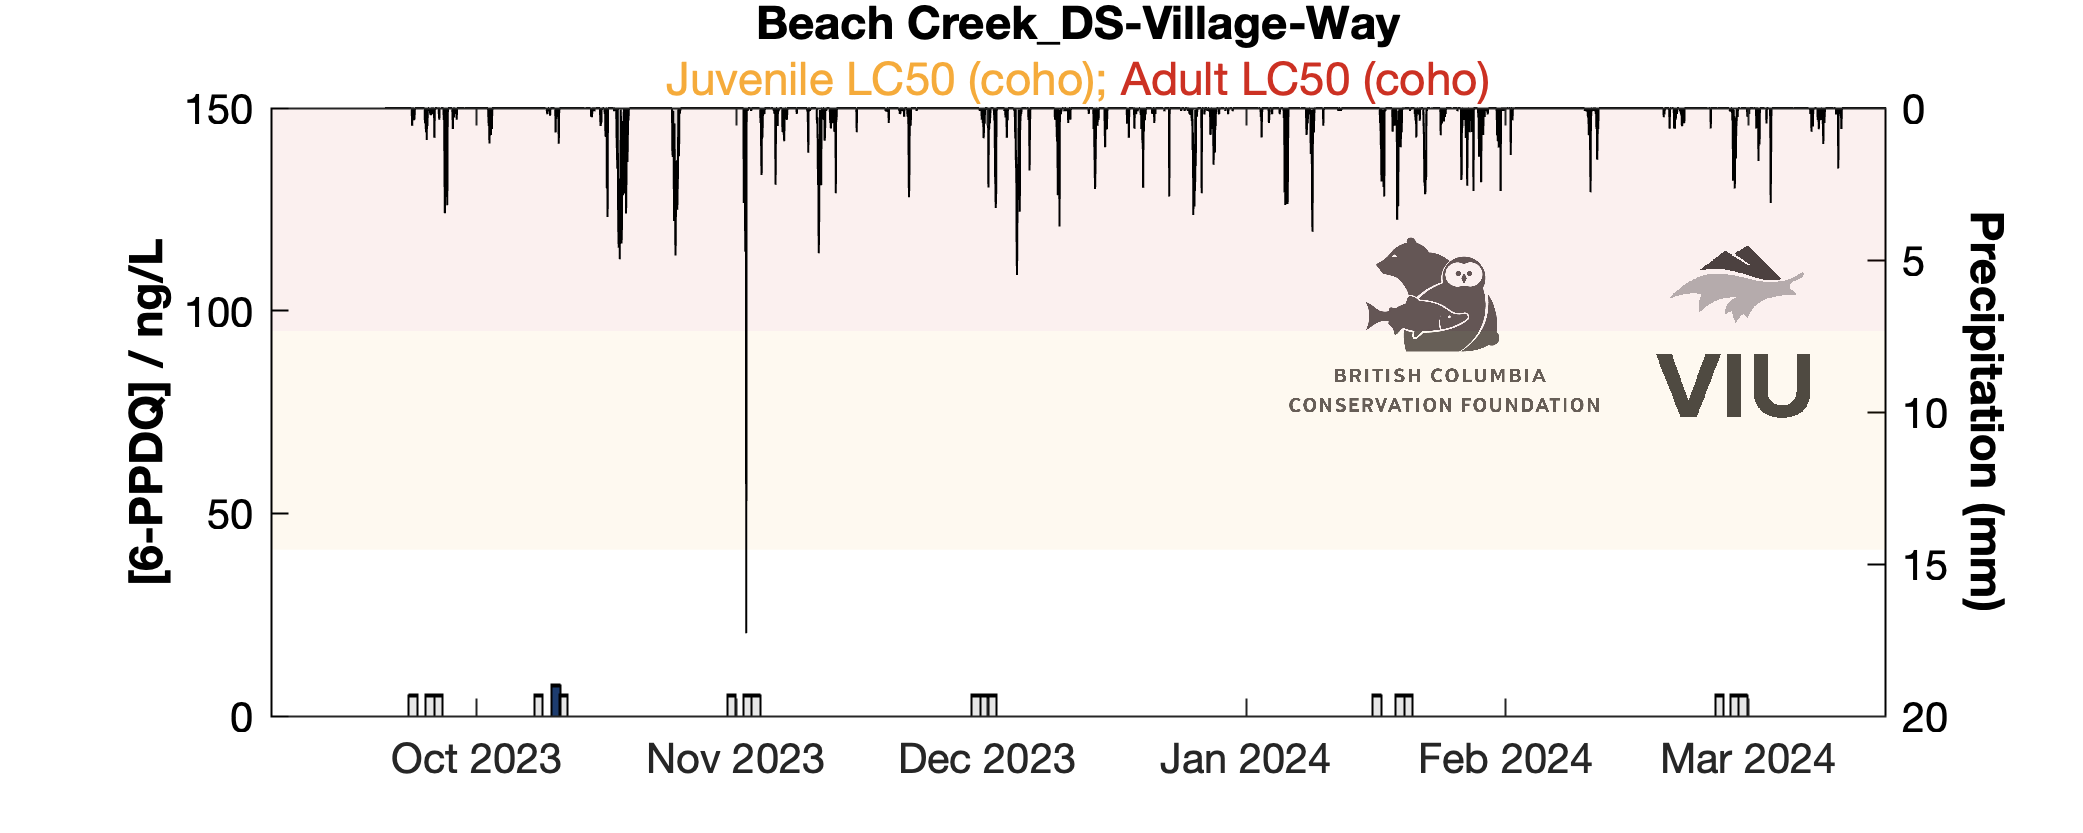 Beach Creek_DS-Village-Way
Juvenile LC50 (coho); Adult LC50 (coho)
[6-PPDQ] / ng/L
150
100
50
0
0
5
10
15
20
Precipitation (mm)
BRITISH COLUMBIA
CONSERVATION FOUNDATION
VIU
Oct 2023
Nov 2023
Dec 2023
Jan 2024
Feb 2024
Mar 2024